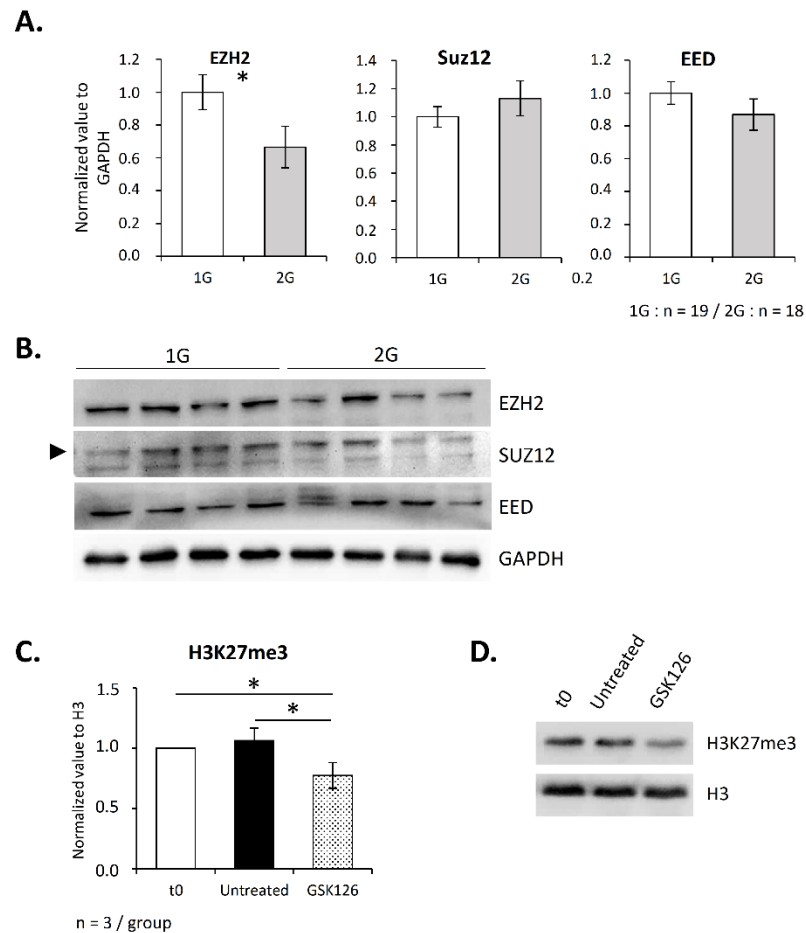 A.
EZH2
Suz12
EED
*
Normalized value to
GAPDH
1.2
1.0
0.8
0.6
0.4
0.2
0.0
1G
2G
1.4
1.2
1.0
0.8
0.6
0.4
0.2
0.0
1G
2G
0.2
1.2
1.0
0.8
0.6
0.4
0.2
0.0
1G
2G
1G : n = 19 / 2G : n = 18
B.
1G
2G
EZH2
SUZ12
EED
GAPDH
C.
H3K27me3
Normalized value to H3
1.5
1.0
0.5
0.0
*
*
t0
Untreated
GSK126
n = 3 / group
D.
t0
Untreated
GSK126
H3K27me3
H3